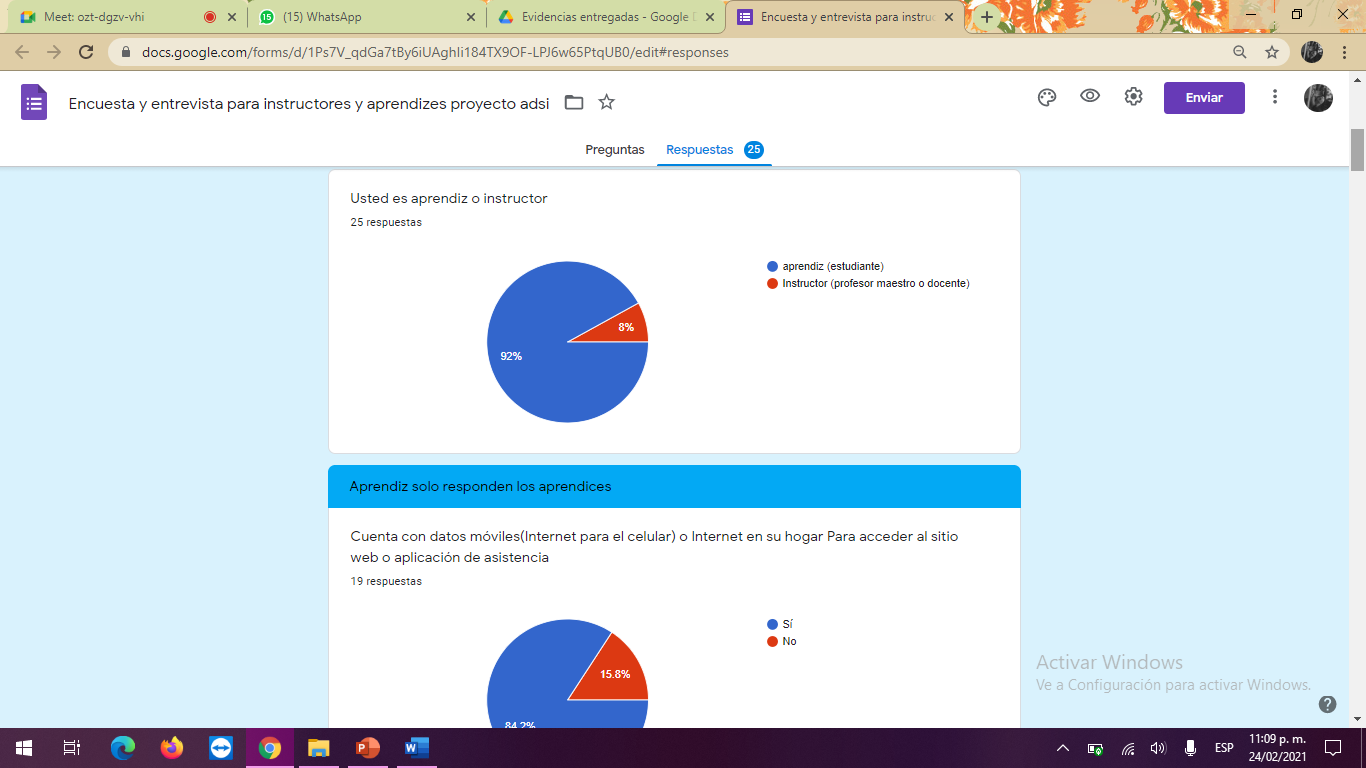 Meet: ozt-dgzv-vhi
(15) WhatsApp
Evidencias entregadas - Google D
Encuesta y entrevista para instruc
docs.google.com/forms/d/1Ps7V_qdGa7tBy6iUAghIi184TX9OF-LPJ6w65PtqUB0/edit#responses
Encuesta y entrevista para instructores y aprendizes proyecto adsi
Enviar
Preguntas
Respuestas 25
Usted es aprendiz o instructor
25 respuestas
aprendiz (estudiante)
Instructor (profesor maestro o docente)
8%
92%
Aprendiz solo responden los aprendices
Cuenta con datos móviles(Internet para el celular) o Internet en su hogar Para acceder al sitio
web o aplicación de asistencia
19 respuestas
Sí
No
15.8%
84.2%
Activar Windows
Ve a Configuración para activar Windows.
ESP
11:09 p. m.
24/02/2021